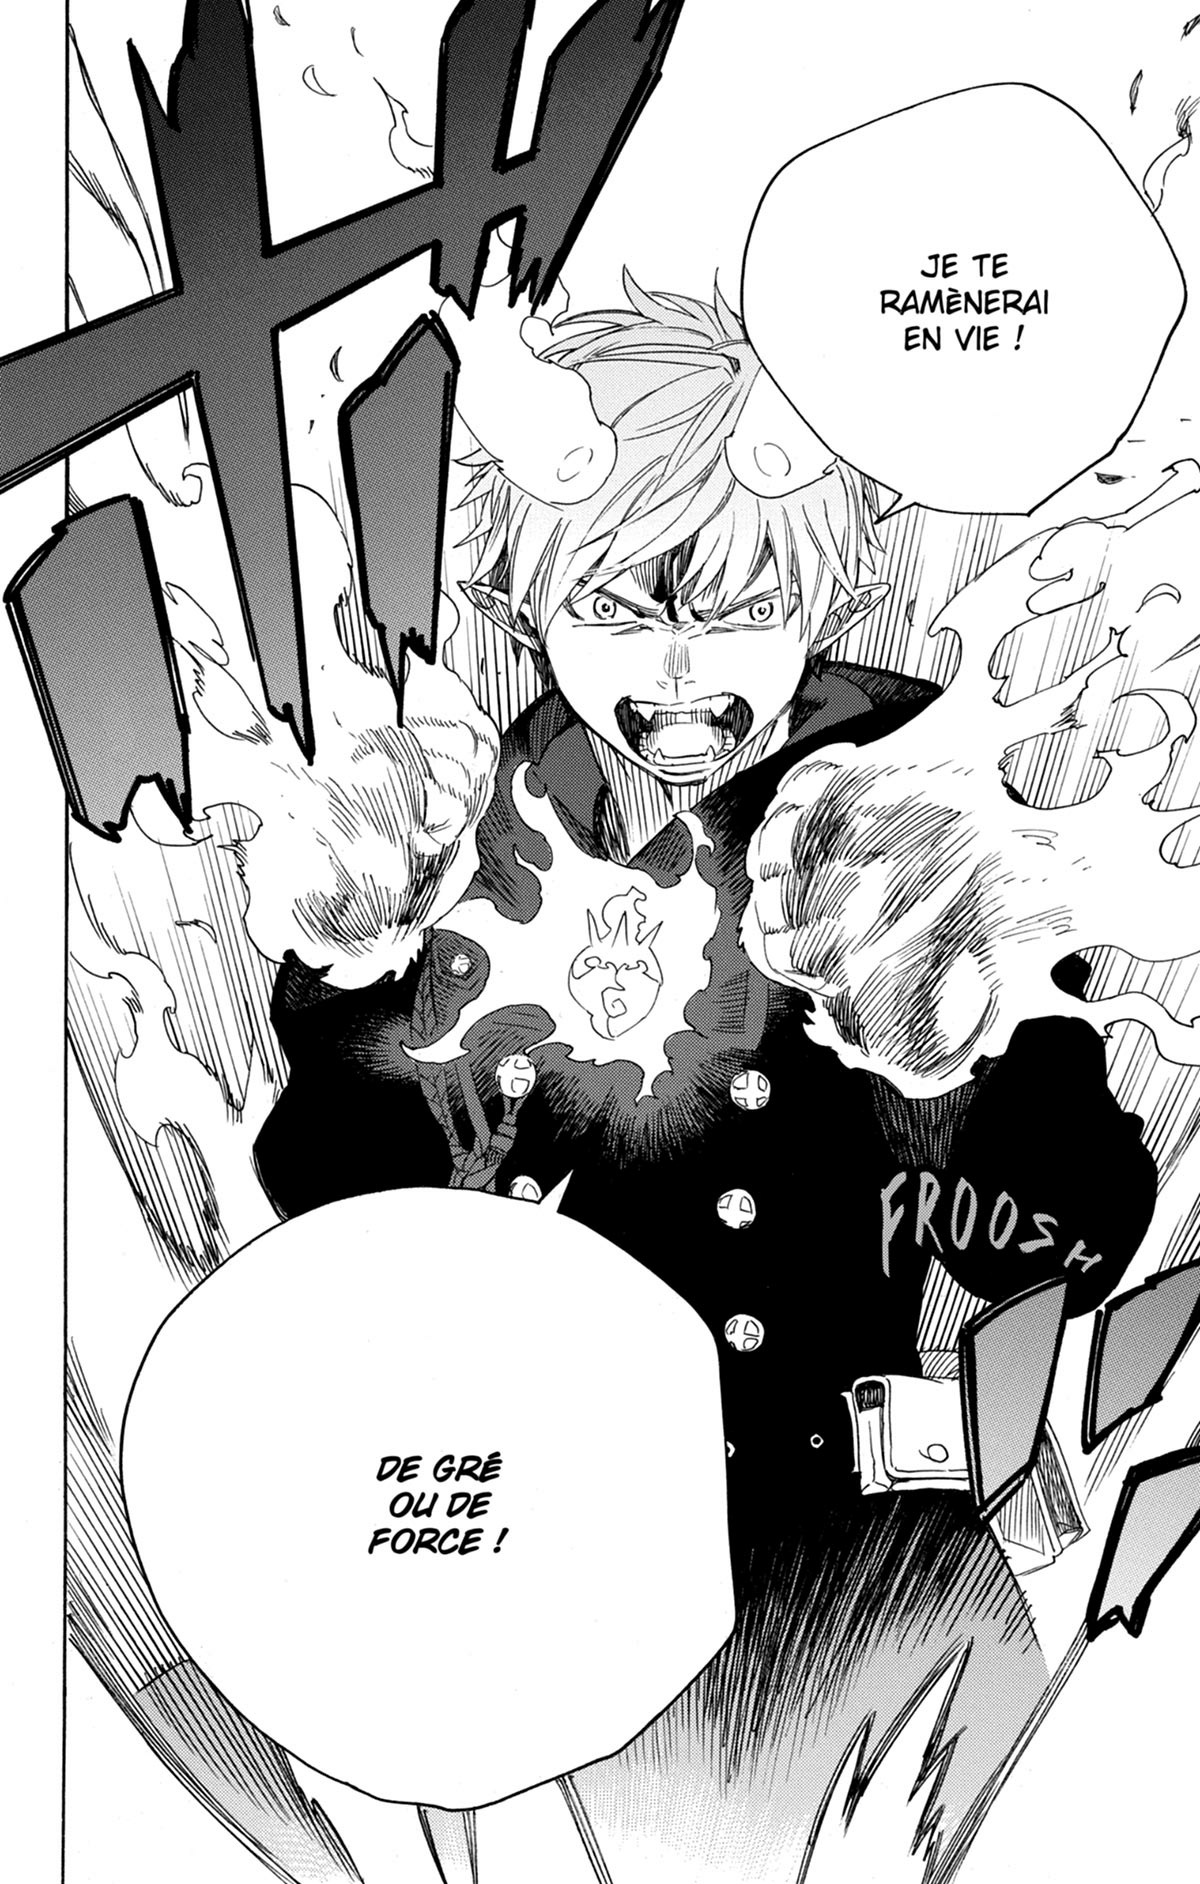 JE TE
RAMÈNERAI
EN VIE !
FROOSH
DE GRÉ
OU DE
FORCE !